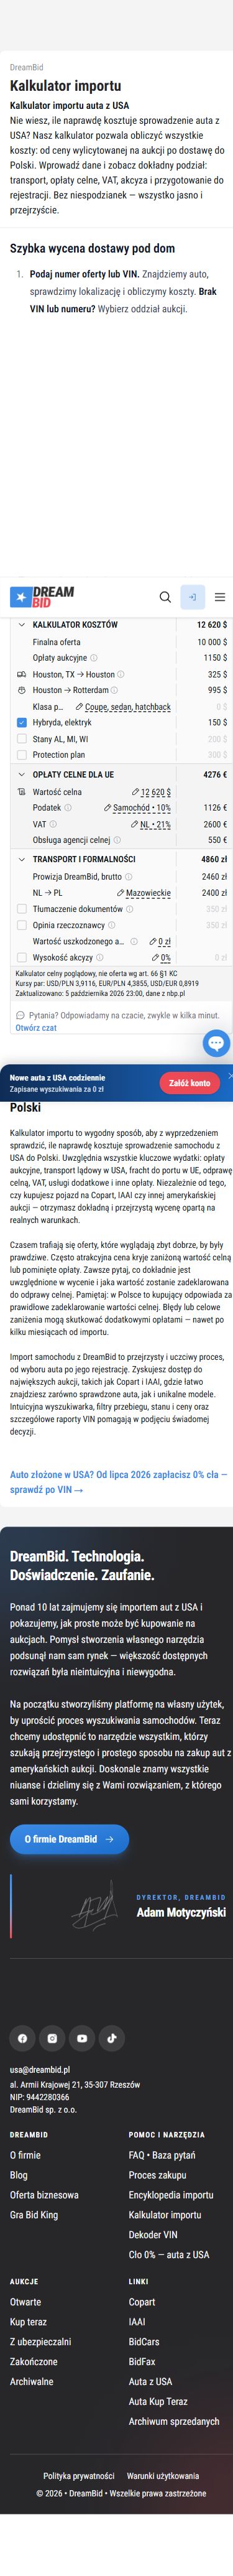 DreamBid
Kalkulator importu
Kalkulator importu auta z USA
Nie wiesz, ile naprawdę kosztuje sprowadzenie auta z
USA? Nasz kalkulator pozwala obliczyć wszystkie
koszty: od ceny wylicytowanej na aukcji po dostawę do
Polski. Wprowadź dane i zobacz dokładny podział:
transport, opłaty celne, VAT, akcyza i przygotowanie do
rejestracji. Bez niespodzianek — wszystko jasno i
przejrzyście.
Szybka wycena dostawy pod dom
1. Podaj numer oferty lub VIN. Znajdziemy auto,
sprawdzimy lokalizację i obliczymy koszty. Brak
VIN lub numeru? Wybierz oddział aukcji.
DREAM
BID
KALKULATOR KOSZTÓW 12 620 $
Finalna oferta 10 000 $
Opłaty aukcyjne 1150 $
Houston, TX → Houston 325 $
Houston → Rotterdam 995 $
Klasa p... Coupe, sedan, hatchback 0 $
Hybryda, elektryk 150 $
Stany AL, MI, WI 200 $
Protection plan 300 $
OPŁATY CELNE DLA UE 4276 €
Wartość celna 12 620 $
Podatek Samochód • 10% 1126 €
VAT NL • 21% 2600 €
Obsługa agencji celnej 550 €
TRANSPORT I FORMALNOŚCI 4860 zł
Prowizja DreamBid, brutto 2460 zł
NL → PL Mazowieckie 2400 zł
Tłumaczenie dokumentów 350 zł
Opinia rzeczoznawcy 350 zł
Wartość uszkodzonego a... 0 zł
Wysokość akcyzy 0% 0 zł
Kalkulator celny poglądowy, nie oferta wg art. 66 §1 KC
Kursy par: USD/PLN 3,9116, EUR/PLN 4,3855, USD/EUR 0,8919
Zaktualizowano: 5 października 2026 23:00, dane z nbp.pl
Pytania? Odpowiadamy na czacie, zwykle w kilka minut.
Otwórz czat
Nowe auta z USA codziennie
Zapisane wyszukiwania za 0 zł
Załóż konto
Polski
Kalkulator importu to wygodny sposób, aby z wyprzedzeniem
sprawdzić, ile naprawdę kosztuje sprowadzenie samochodu z
USA do Polski. Uwzględnia wszystkie kluczowe wydatki: opłaty
aukcyjne, transport lądowy w USA, fracht do portu w UE, odprawę
celną, VAT, usługi dodatkowe i inne opłaty. Niezależnie od tego,
czy kupujesz pojazd na Copart, IAAI czy innej amerykańskiej
aukcji — otrzymasz dokładną i przejrzystą wycenę opartą na
realnych warunkach.
Czasem trafiają się oferty, które wyglądają zbyt dobrze, by były
prawdziwe. Często atrakcyjna cena kryje zaniżoną wartość celną
lub pominięte opłaty. Zawsze pytaj, co dokładnie jest
uwzględnione w wycenie i jaka wartość zostanie zadeklarowana
do odprawy celnej. Pamiętaj: w Polsce to kupujący odpowiada za
prawidłowe zadeklarowanie wartości celnej. Błędy lub celowe
zaniżenia mogą skutkować dodatkowymi opłatami — nawet po
kilku miesiącach od importu.
Import samochodu z DreamBid to przejrzysty i uczciwy proces,
od wyboru auta po jego rejestrację. Zyskujesz dostęp do
największych aukcji, takich jak Copart i IAAI, gdzie łatwo
znajdziesz zarówno sprawdzone auta, jak i unikalne modele.
Intuicyjna wyszukiwarka, filtry przebiegu, stanu i ceny oraz
szczegółowe raporty VIN pomagają w podjęciu świadomej
decyzji.
Auto złożone w USA? Od lipca 2026 zapłacisz 0% cła —
sprawdź po VIN →
DreamBid. Technologia.
Doświadczenie. Zaufanie.
Ponad 10 lat zajmujemy się importem aut z USA i
pokazujemy, jak proste może być kupowanie na
aukcjach. Pomysł stworzenia własnego narzędzia
podsunął nam sam rynek — większość dostępnych
rozwiązań była nieintuicyjna i niewygodna.
Na początku stworzyliśmy platformę na własny użytek,
by uprościć proces wyszukiwania samochodów. Teraz
chcemy udostępnić to narzędzie wszystkim, którzy
szukają przejrzystego i prostego sposobu na zakup aut z
amerykańskich aukcji. Doskonale znamy wszystkie
niuanse i dzielimy się z Wami rozwiązaniem, z którego
sami korzystamy.
O firmie DreamBid →
DYREKTOR, DREAMBID
Adam Motyczyński
usa@dreambid.pl
al. Armii Krajowej 21, 35-307 Rzeszów
NIP: 9442280366
DreamBid sp. z o.o.
DREAMBID
O firmie
Blog
Oferta biznesowa
Gra Bid King
POMOC I NARZĘDZIA
FAQ • Baza pytań
Proces zakupu
Encyklopedia importu
Kalkulator importu
Dekoder VIN
Cło 0% — auta z USA
AUKCJE
Otwarte
Kup teraz
Z ubezpieczalni
Zakończone
Archiwalne
LINKI
Copart
IAAI
BidCars
BidFax
Auta z USA
Auta Kup Teraz
Archiwum sprzedanych
Polityka prywatności Warunki użytkowania
© 2026 • DreamBid • Wszelkie prawa zastrzeżone